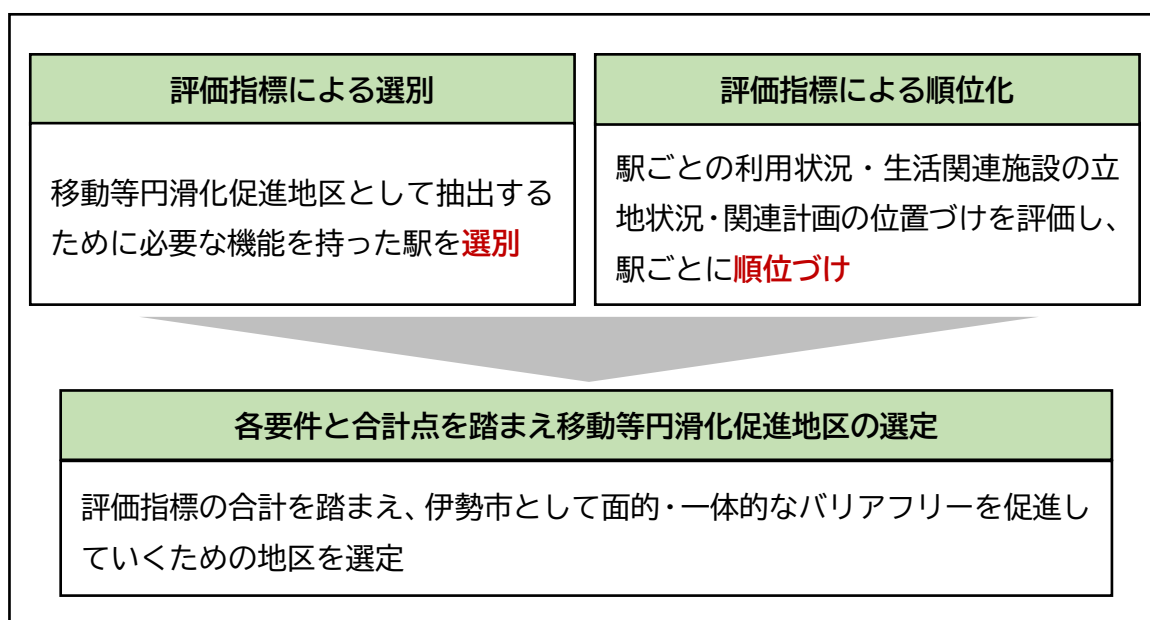 評価指標による選別
移動等円滑化促進地区として抽出する
ために必要な機能を持った駅を選別
評価指標による順位化
駅ごとの利用状況・生活関連施設の立
地状況・関連計画の位置づけを評価し、
駅ごとに順位づけ
各要件と合計点を踏まえ移動等円滑化促進地区の選定
評価指標の合計を踏まえ、伊勢市として面的・一体的なバリアフリーを促進し
ていくための地区を選定